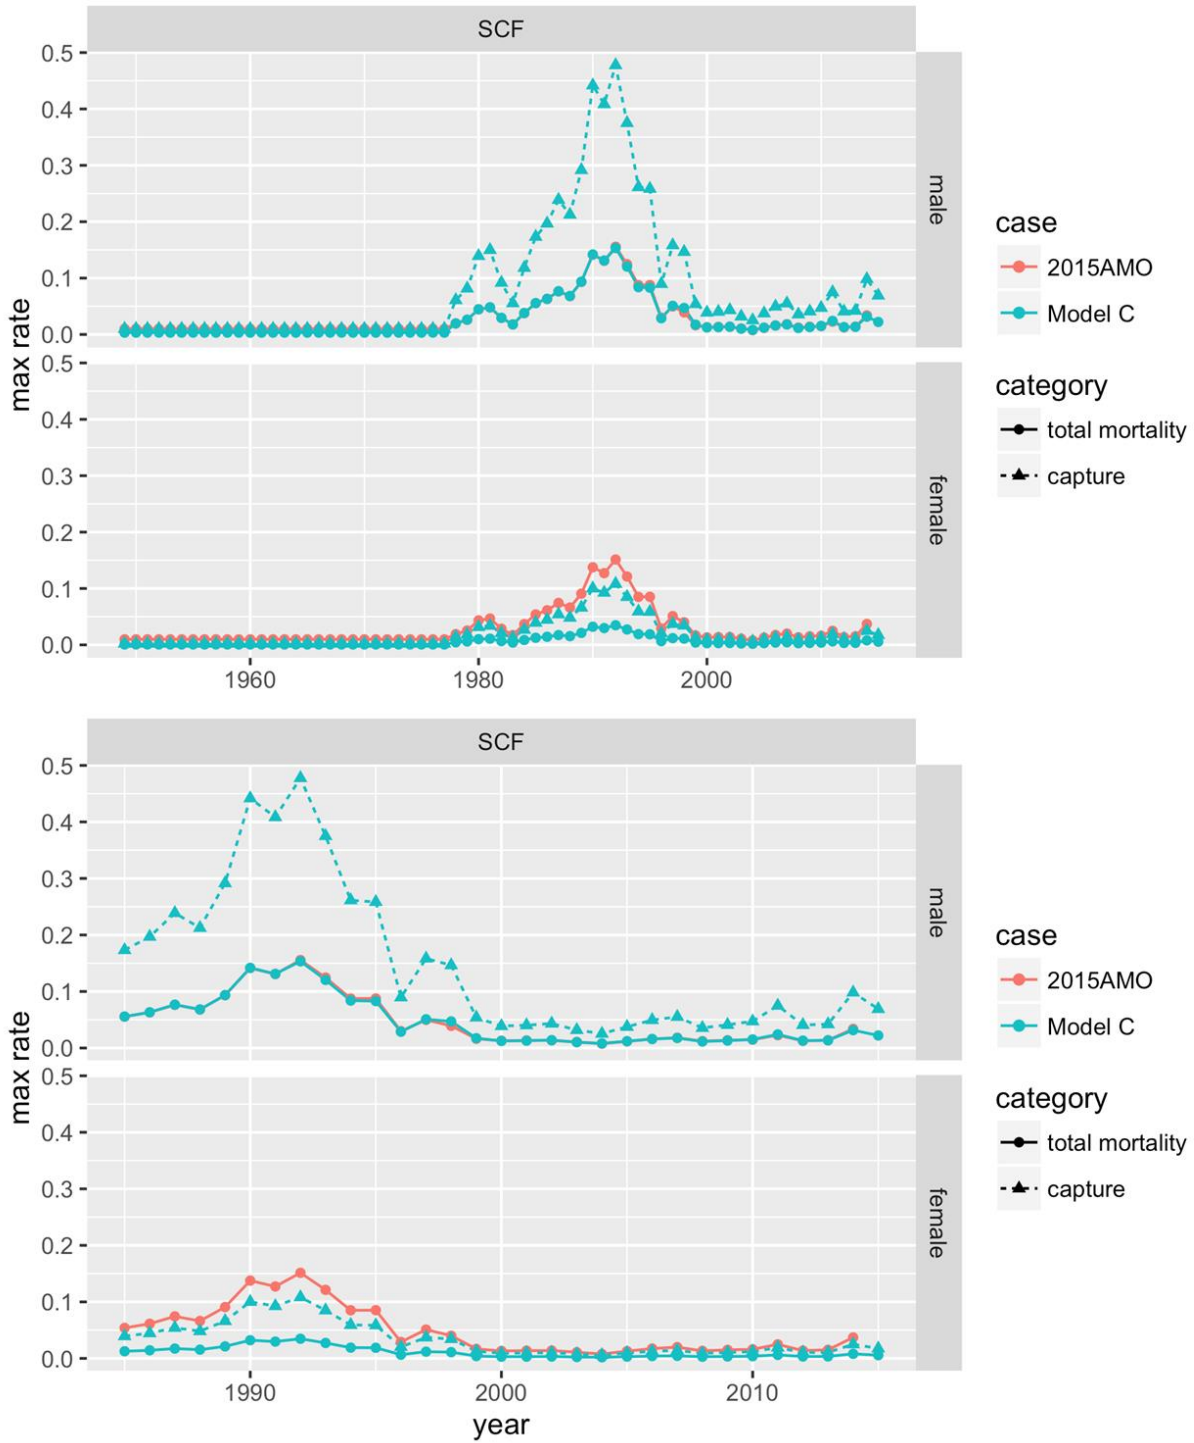 SCF
0.5
0.4
0.3
0.2
0.1
0.0
male
0.5
0.4
0.3
0.2
0.1
0.0
female
max rate
1960 1980 2000
case
2015AMO
Model C
category
total mortality
capture
SCF
0.5
0.4
0.3
0.2
0.1
0.0
male
0.5
0.4
0.3
0.2
0.1
0.0
female
max rate
1990 2000 2010
year
case
2015AMO
Model C
category
total mortality
capture